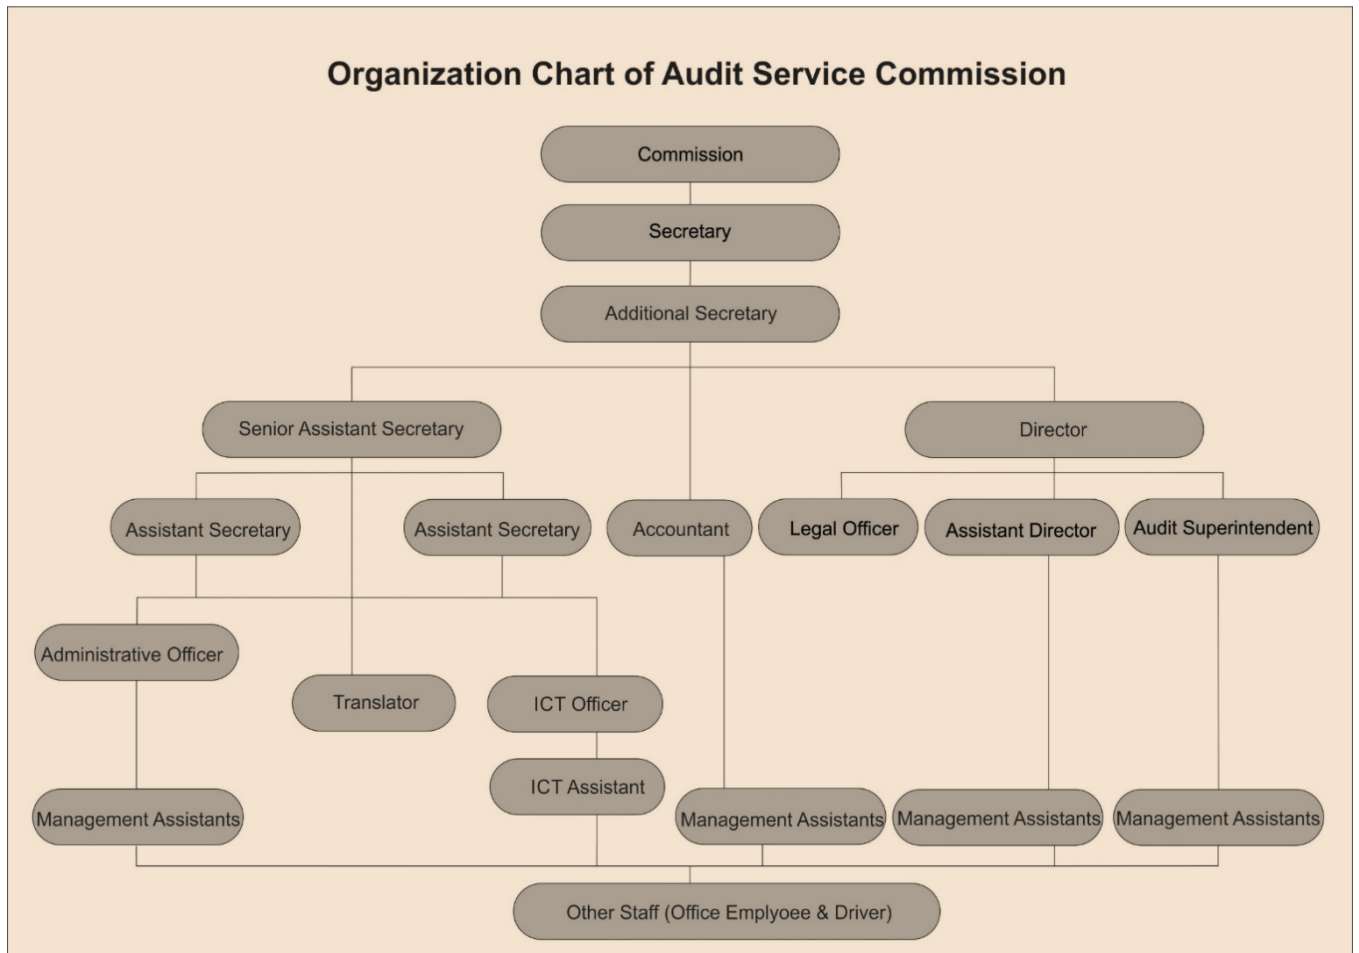 Organization Chart of Audit Service Commission
Commission
Secretary
Additional Secretary
Senior Assistant Secretary
Director
Assistant Secretary
Assistant Secretary
Accountant
Legal Officer
Assistant Director
Audit Superintendent
Administrative Officer
Translator
ICT Officer
ICT Assistant
Management Assistants
Management Assistants
Management Assistants
Management Assistants
Other Staff (Office Emplyoee & Driver)